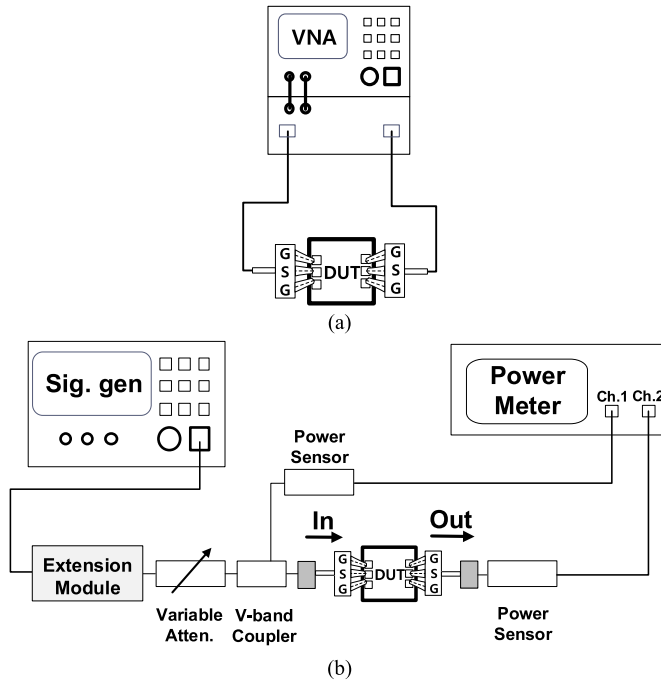 VNA
G
S
G
DUT
G
S
G
(a)
Sig. gen
Power
Meter
Ch.1 Ch.2
Power
Sensor
In
Out
Extension
Module
G
S
G
DUT
G
S
G
Variable
Atten.
V-band
Coupler
Power
Sensor
(b)